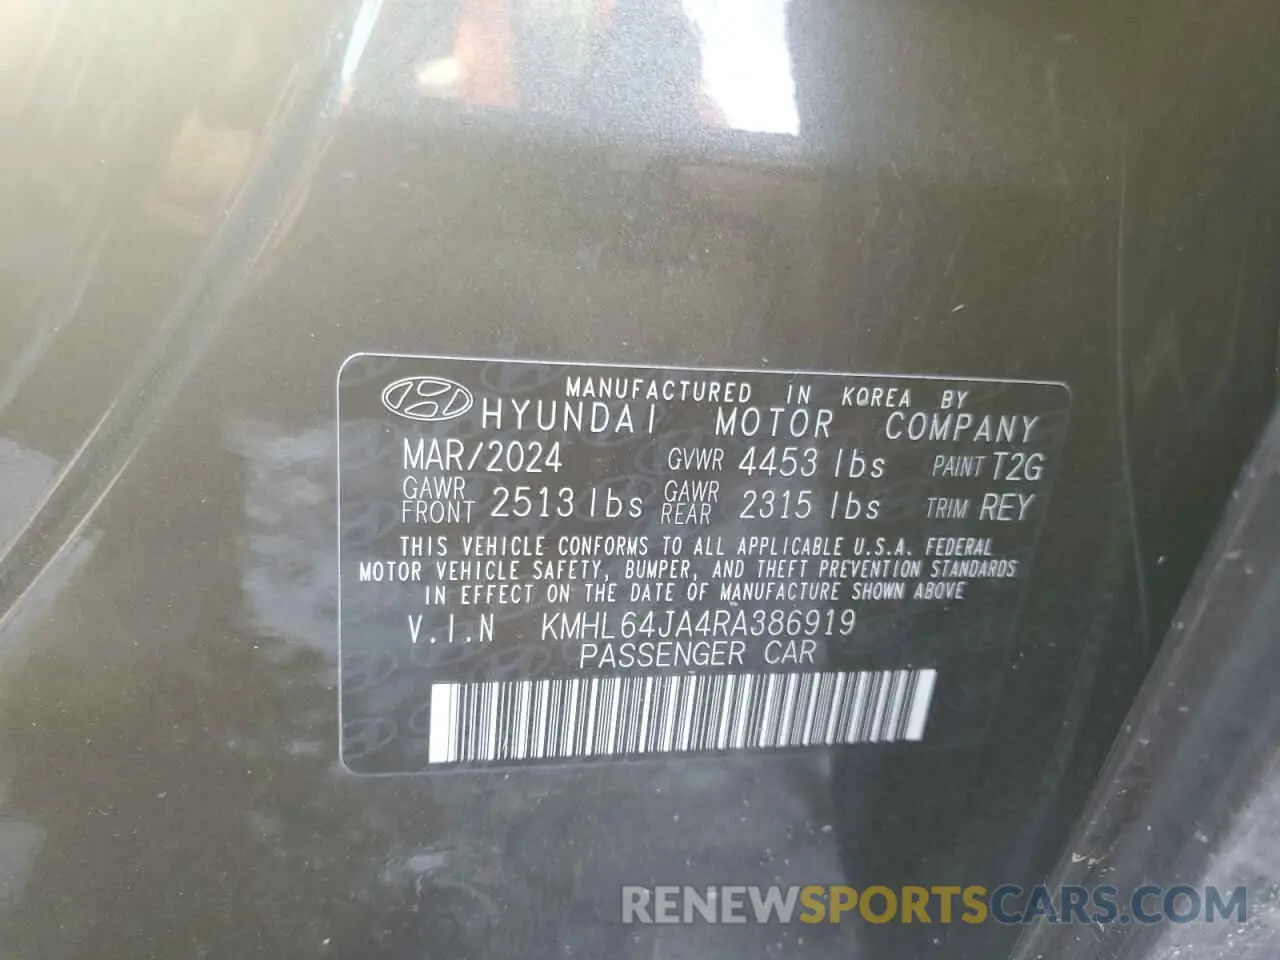 MANUFACTURED IN KOREA BY
HYUNDAI MOTOR COMPANY
MAR/2024 GVWR 4453 lbs PAINT T2G
GAWR FRONT 2513 lbs GAWR REAR 2315 lbs TRIM REY
THIS VEHICLE CONFORMS TO ALL APPLICABLE U.S.A. FEDERAL
MOTOR VEHICLE SAFETY, BUMPER, AND THEFT PREVENTION STANDARDS
IN EFFECT ON THE DATE OF MANUFACTURE SHOWN ABOVE
V.I.N KMHL64JA4RA386919
PASSENGER CAR
RENEWSPORTSCARS.COM